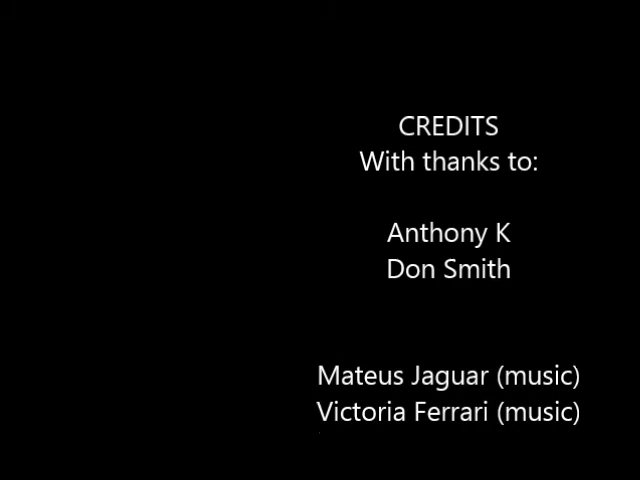 CREDITS
With thanks to:
Anthony K
Don Smith
Mateus Jaguar (music)
Victoria Ferrari (music)